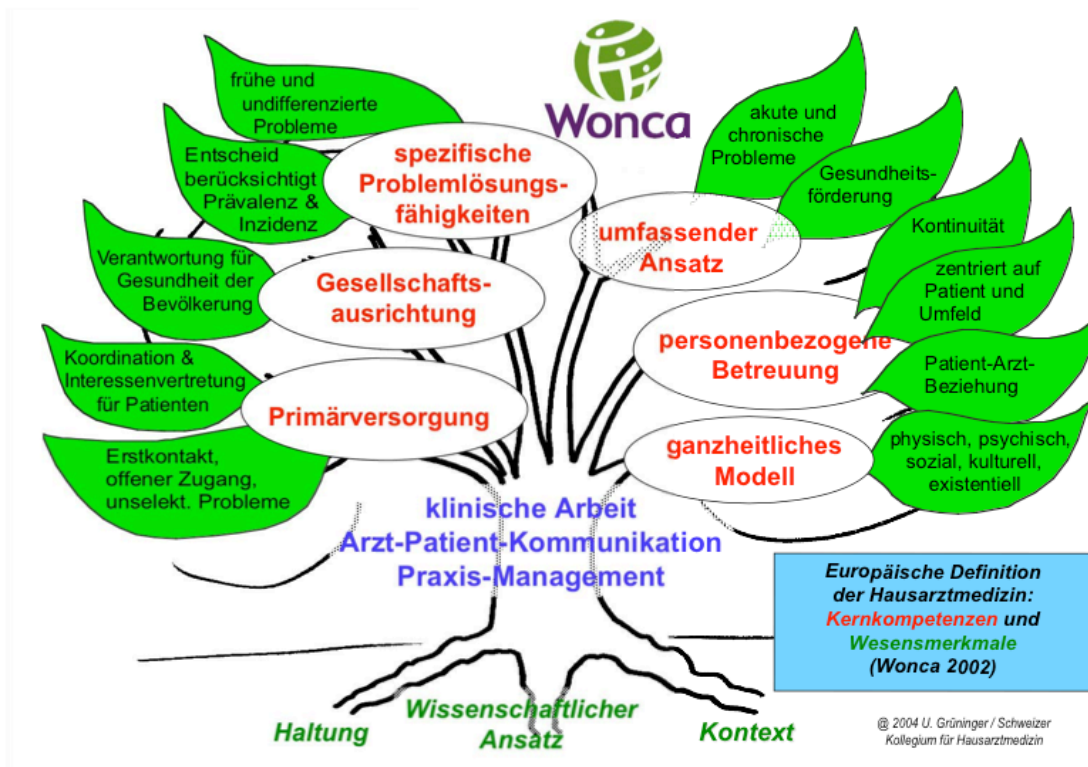 Wonca
frühe und
undifferenzierte
Probleme
Entscheid
berücksichtigt
Prävalenz &
Inzidenz
spezifische
Problemlösungs-
fähigkeiten
Verantwortung für
Gesundheit der
Bevölkerung
Gesellschafts-
ausrichtung
Koordination &
Interessenvertretung
für Patienten
Primärversorgung
Erstkontakt,
offener Zugang,
unselekt. Probleme
akute und
chronische
Probleme
Gesundheits-
förderung
umfassender
Ansatz
Kontinuität
zentriert auf
Patient und
Umfeld
personenbezogene
Betreuung
Patient-Arzt-
Beziehung
ganzheitliches
Modell
physisch, psychisch,
sozial, kulturell,
existentiell
klinische Arbeit
Arzt-Patient-Kommunikation
Praxis-Management
Europäische Definition
der Hausarztmedizin:
Kernkompetenzen und
Wesensmerkmale
(Wonca 2002)
Haltung
Wissenschaftlicher
Ansatz
Kontext
@ 2004 U. Grüninger / Schweizer
Kollegium für Hausarztmedizin